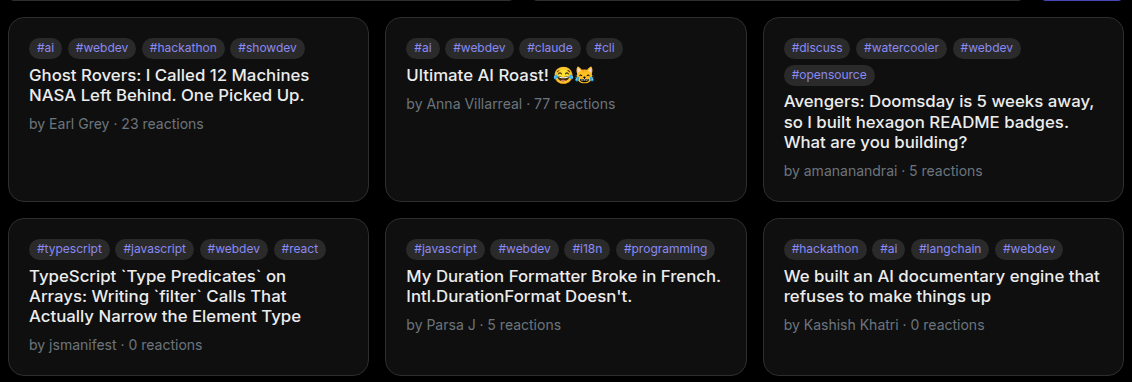 #ai #webdev #hackathon #showdev
Ghost Rovers: I Called 12 Machines
NASA Left Behind. One Picked Up.
by Earl Grey · 23 reactions
#ai #webdev #claude #cli
Ultimate AI Roast! 😂😹
by Anna Villarreal · 77 reactions
#discuss #watercooler #webdev
#opensource
Avengers: Doomsday is 5 weeks away,
so I built hexagon README badges.
What are you building?
by amananandrai · 5 reactions
#typescript #javascript #webdev #react
TypeScript `Type Predicates` on
Arrays: Writing `filter` Calls That
Actually Narrow the Element Type
by jsmanifest · 0 reactions
#javascript #webdev #i18n #programming
My Duration Formatter Broke in French.
Intl.DurationFormat Doesn't.
by Parsa J · 5 reactions
#hackathon #ai #langchain #webdev
We built an AI documentary engine that
refuses to make things up
by Kashish Khatri · 0 reactions